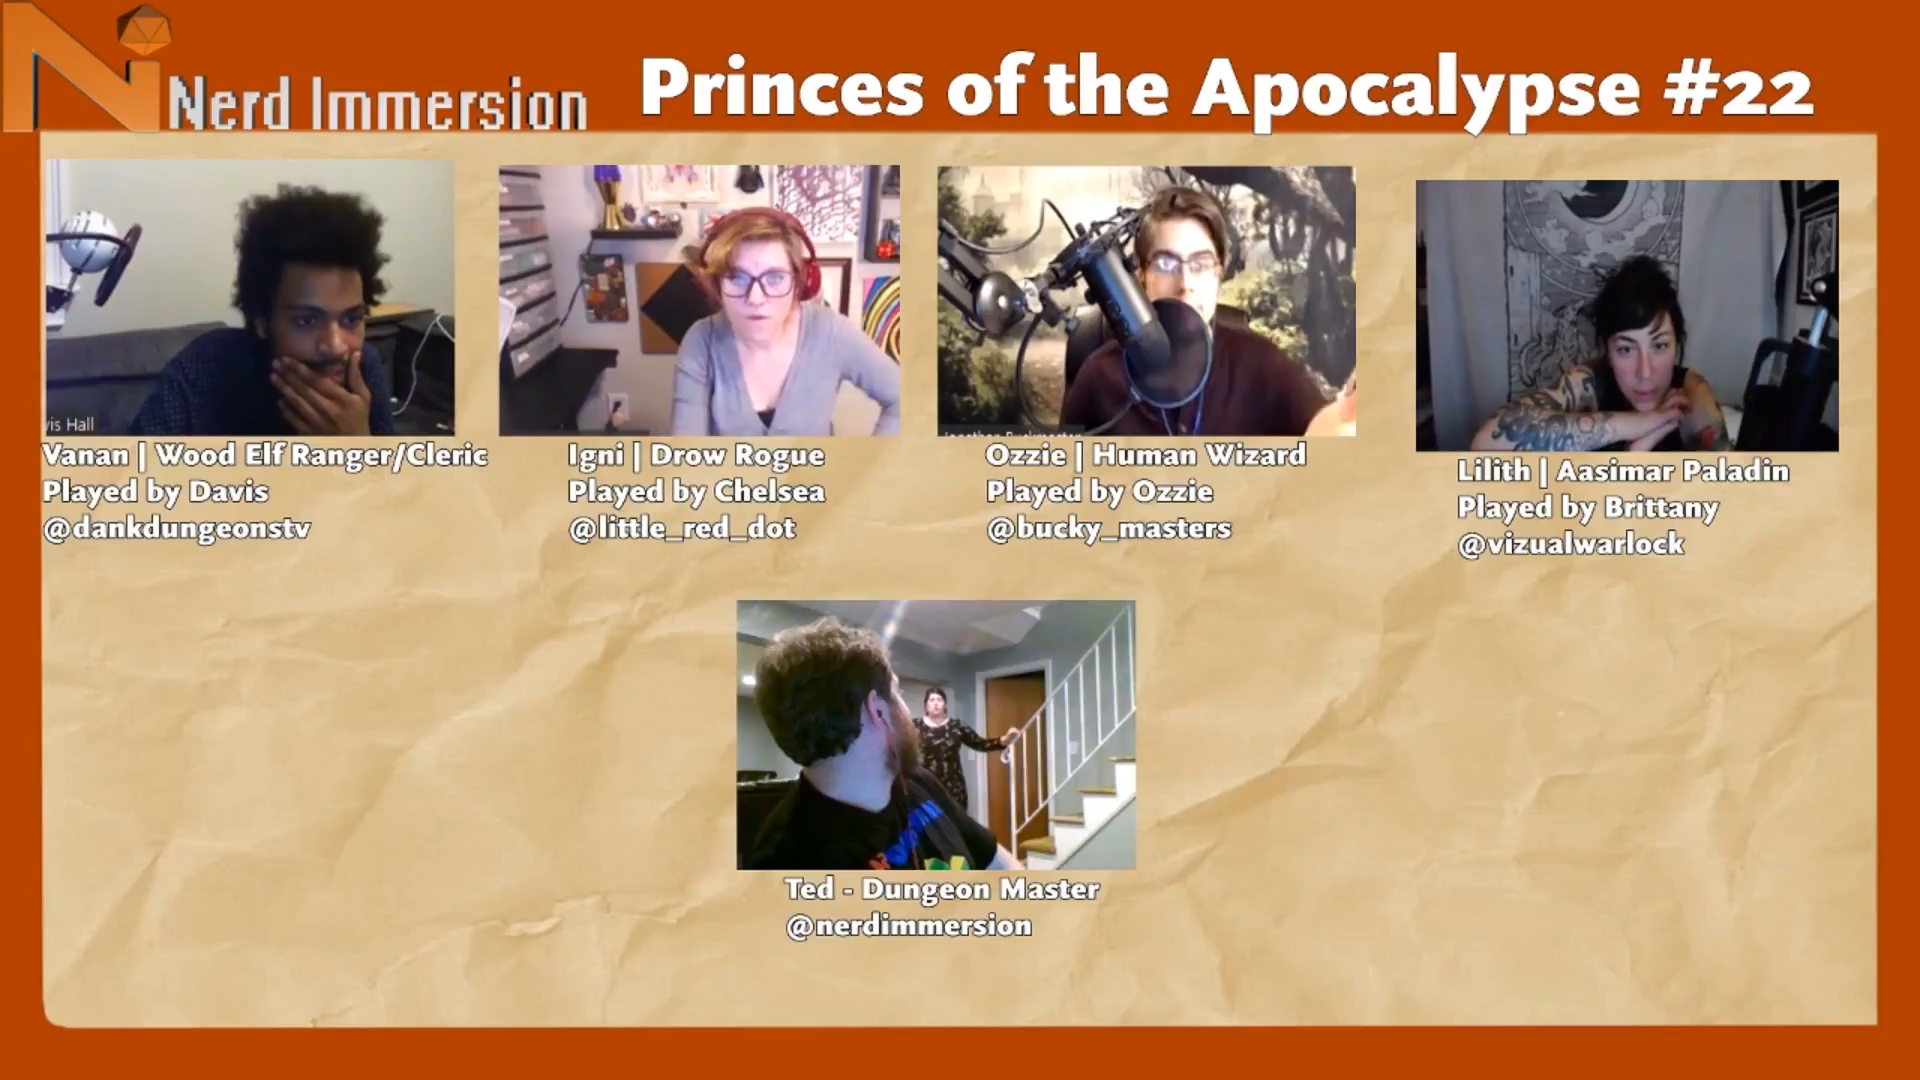 Nerd Immersion
Princes of the Apocalypse #22
vis Hall
Vanan | Wood Elf Ranger/Cleric
Played by Davis
@dankdungeonstv
Igni | Drow Rogue
Played by Chelsea
@little_red_dot
Ozzie | Human Wizard
Played by Ozzie
@bucky_masters
Lilith | Aasimar Paladin
Played by Brittany
@vizualwarlock
Ted - Dungeon Master
@nerdimmersion